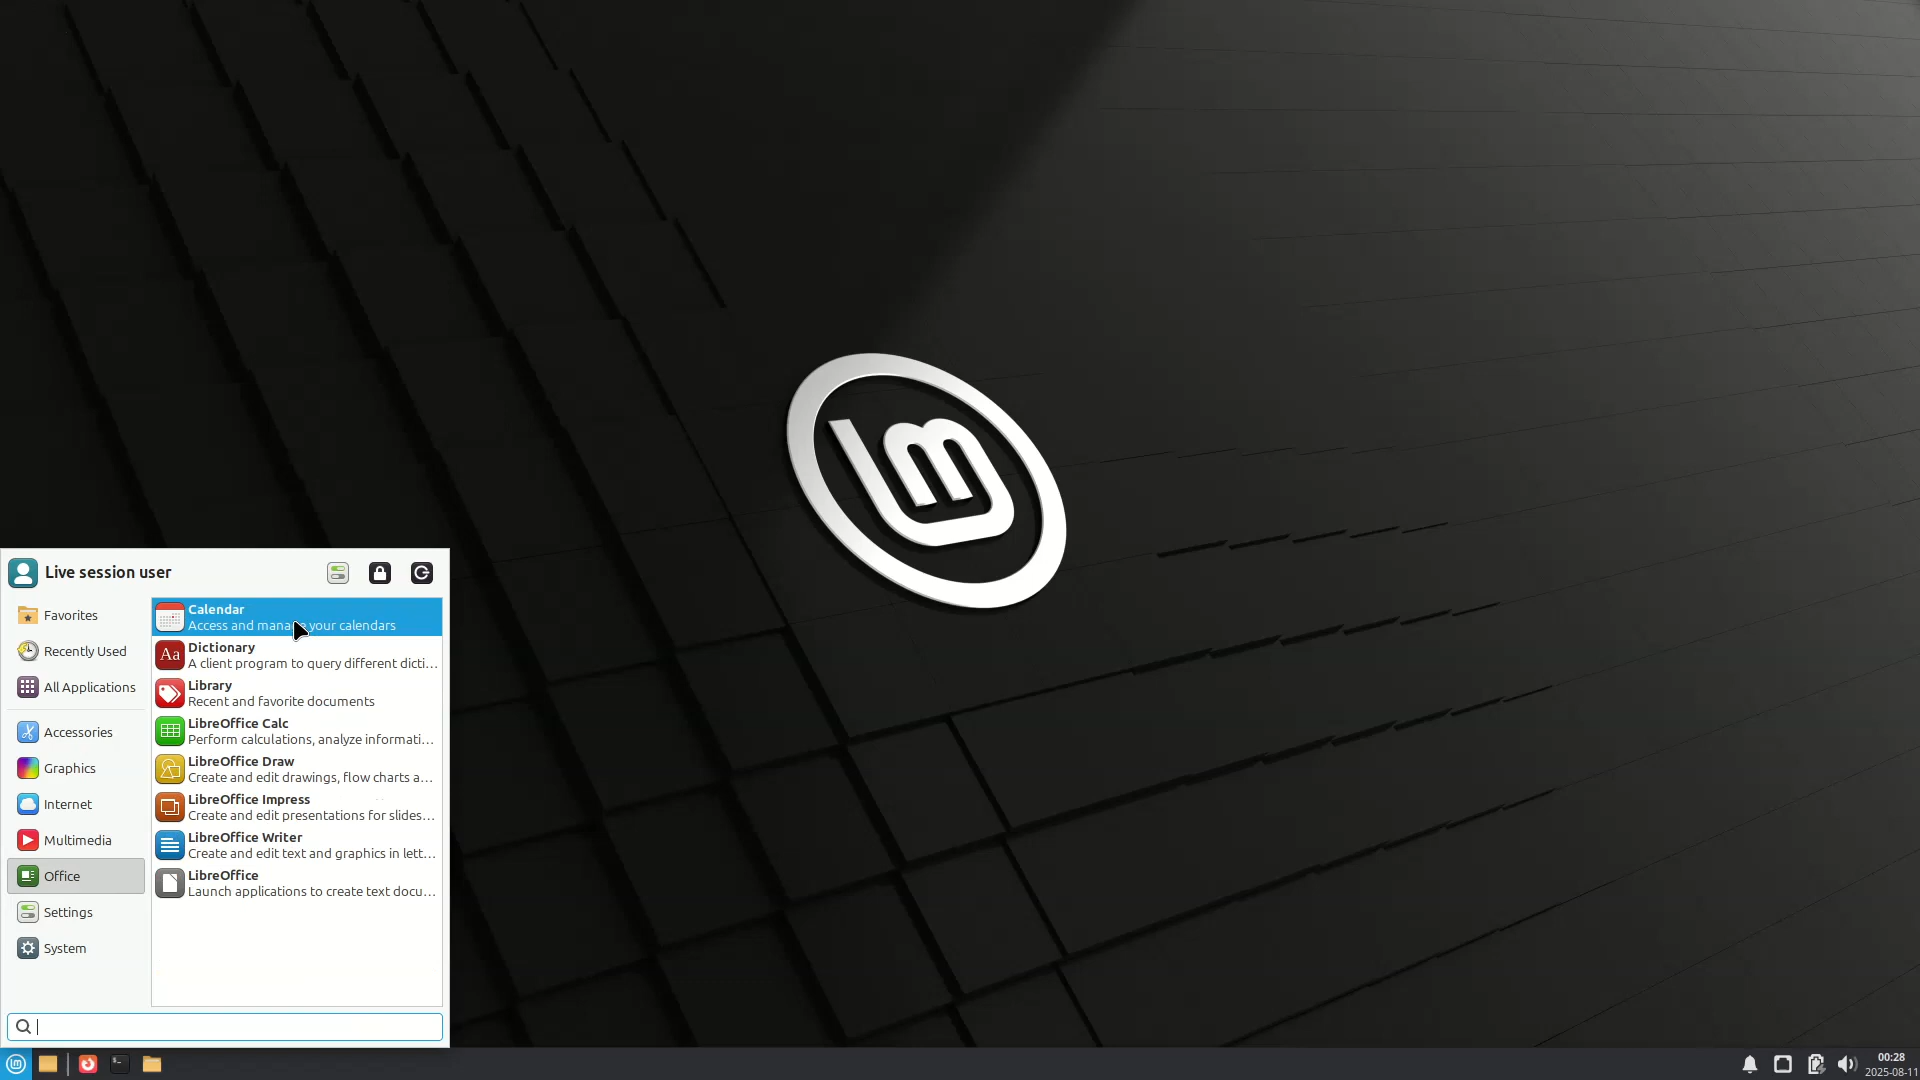 Live session user
Favorites
Recently Used
All Applications
Accessories
Graphics
Internet
Multimedia
Office
Settings
System
Calendar
Access and manage your calendars
Dictionary
A client program to query different dicti...
Library
Recent and favorite documents
LibreOffice Calc
Perform calculations, analyze informati...
LibreOffice Draw
Create and edit drawings, flow charts a...
LibreOffice Impress
Create and edit presentations for slides...
LibreOffice Writer
Create and edit text and graphics in lett...
LibreOffice
Launch applications to create text docu...
00:28
2025-08-11